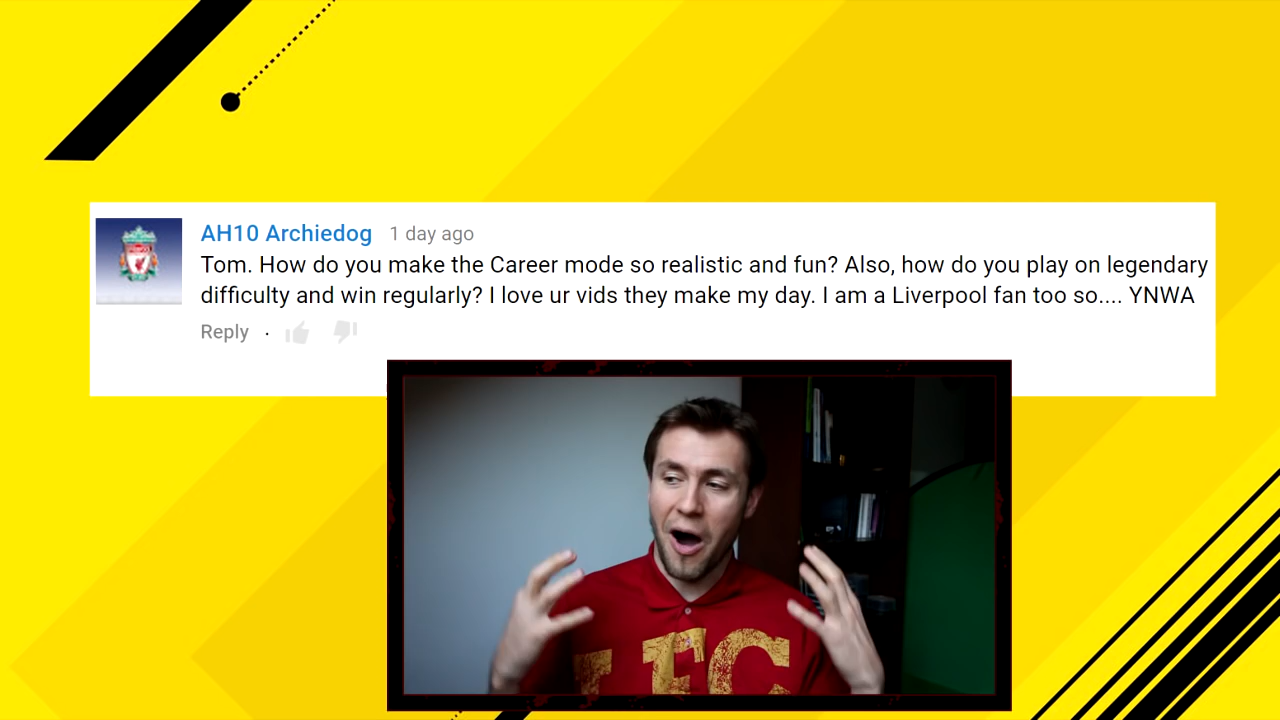 AH10 Archiedog 1 day ago
Tom. How do you make the Career mode so realistic and fun? Also, how do you play on legendary
difficulty and win regularly? I love ur vids they make my day. I am a Liverpool fan too so.... YNWA
Reply ·
LFC